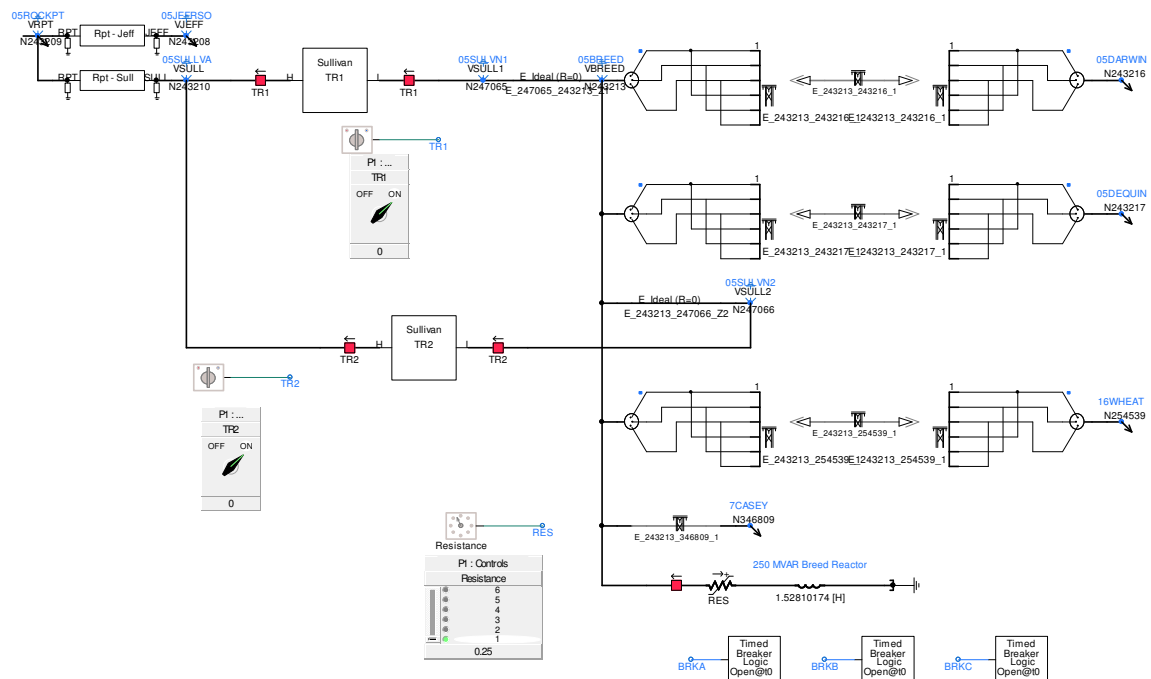 05ROCKPT
VRPT
N243209
RPT
Rpt - Jeff
JEFF
05JEFRSO
VJEFF
N243208
RPT
Rpt - Sull
SULL
05SULLVA
VSULL
N243210
TR1
H
Sullivan
TR1
L
TR1
05SULVN1
VSULL1
N247065
E_Ideal (R=0)
E_247065_243213_Z1
05BREED
VBREED
N243213
1
E_243213_243216_1
E_243213_243216_1
E_243213_243216_1
1
05DARWIN
N243216
TR1
P1 : ...
TR1
OFF
ON
0
1
E_243213_243217_1
E_243213_243217_1
E_243213_243217_1
1
05DEQUIN
N243217
E_Ideal (R=0)
E_243213_247066_Z2
05SULVN2
VSULL2
N247066
TR2
H
Sullivan
TR2
L
TR2
TR2
P1 : ...
TR2
OFF
ON
0
1
E_243213_254539_1
E_243213_254539_1
E_243213_254539_1
1
16WHEAT
N254539
7CASEY
N346809
E_243213_346809_1
RES
Resistance
P1 : Controls
Resistance
6
5
4
3
2
1
0.25
250 MVAR Breed Reactor
RES
1.52810174 [H]
BRKA
Timed
Breaker
Logic
Open@t0
BRKB
Timed
Breaker
Logic
Open@t0
BRKC
Timed
Breaker
Logic
Open@t0